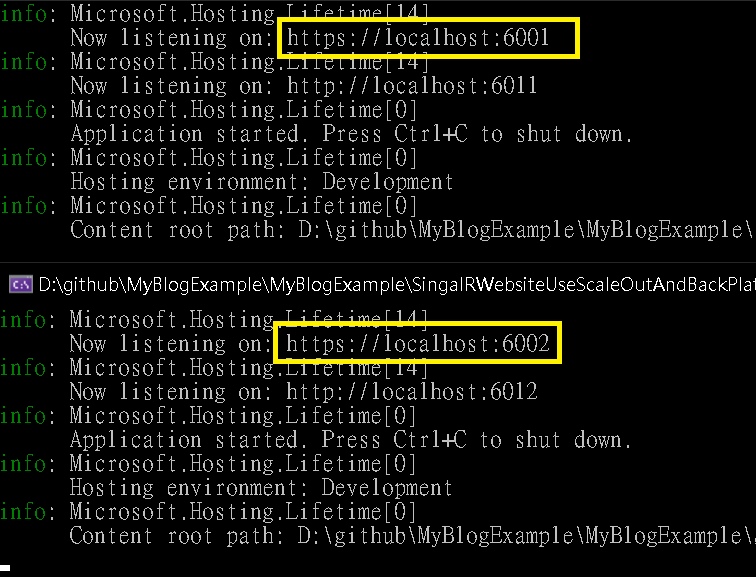 info: Microsoft.Hosting.Lifetime[14]
Now listening on: https://localhost:6001
info: Microsoft.Hosting.Lifetime[14]
Now listening on: http://localhost:6011
info: Microsoft.Hosting.Lifetime[0]
Application started. Press Ctrl+C to shut down.
info: Microsoft.Hosting.Lifetime[0]
Hosting environment: Development
info: Microsoft.Hosting.Lifetime[0]
Content root path: D:\github\MyBlogExample\MyBlogExample\
D:\github\MyBlogExample\MyBlogExample\SingalRWebsiteUseScaleOutAndBackPlat
info: Microsoft.Hosting.Lifetime[14]
Now listening on: https://localhost:6002
info: Microsoft.Hosting.Lifetime[14]
Now listening on: http://localhost:6012
info: Microsoft.Hosting.Lifetime[0]
Application started. Press Ctrl+C to shut down.
info: Microsoft.Hosting.Lifetime[0]
Hosting environment: Development
info: Microsoft.Hosting.Lifetime[0]
Content root path: D:\github\MyBlogExample\MyBlogExample\